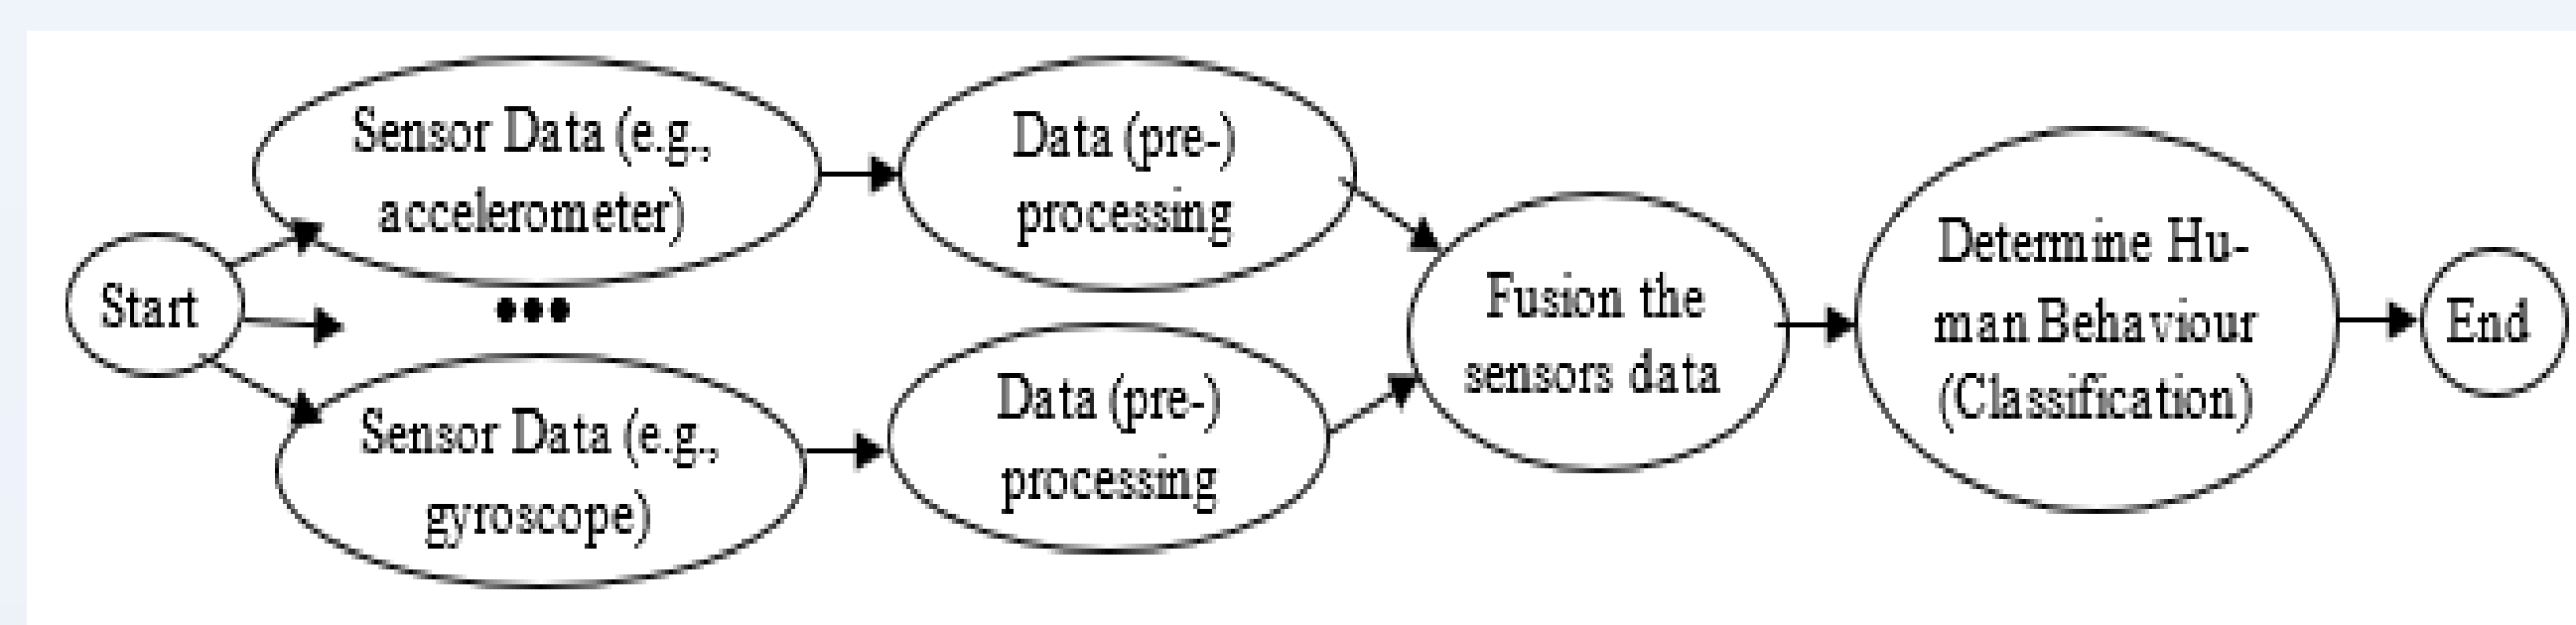 Start
Sensor Data (e.g.,
accelerometer)
•••
Sensor Data (e.g.,
gyroscope)
Data (pre-)
processing
Data (pre-)
processing
Fusion the
sensors data
Determine Hu-
man Behaviour
(Classification)
End